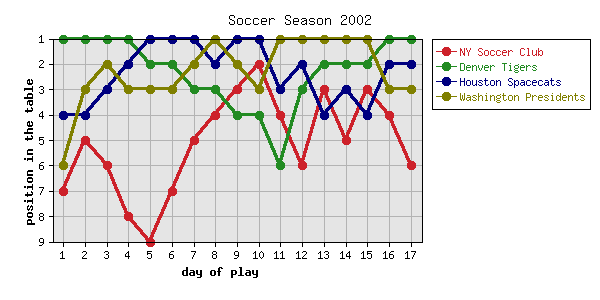 Soccer Season 2002
position in the table
1
2
3
4
5
6
7
8
9
1 2 3 4 5 6 7 8 9 10 11 12 13 14 15 16 17
day of play
NY Soccer Club
Denver Tigers
Houston Spacecats
Washington Presidents